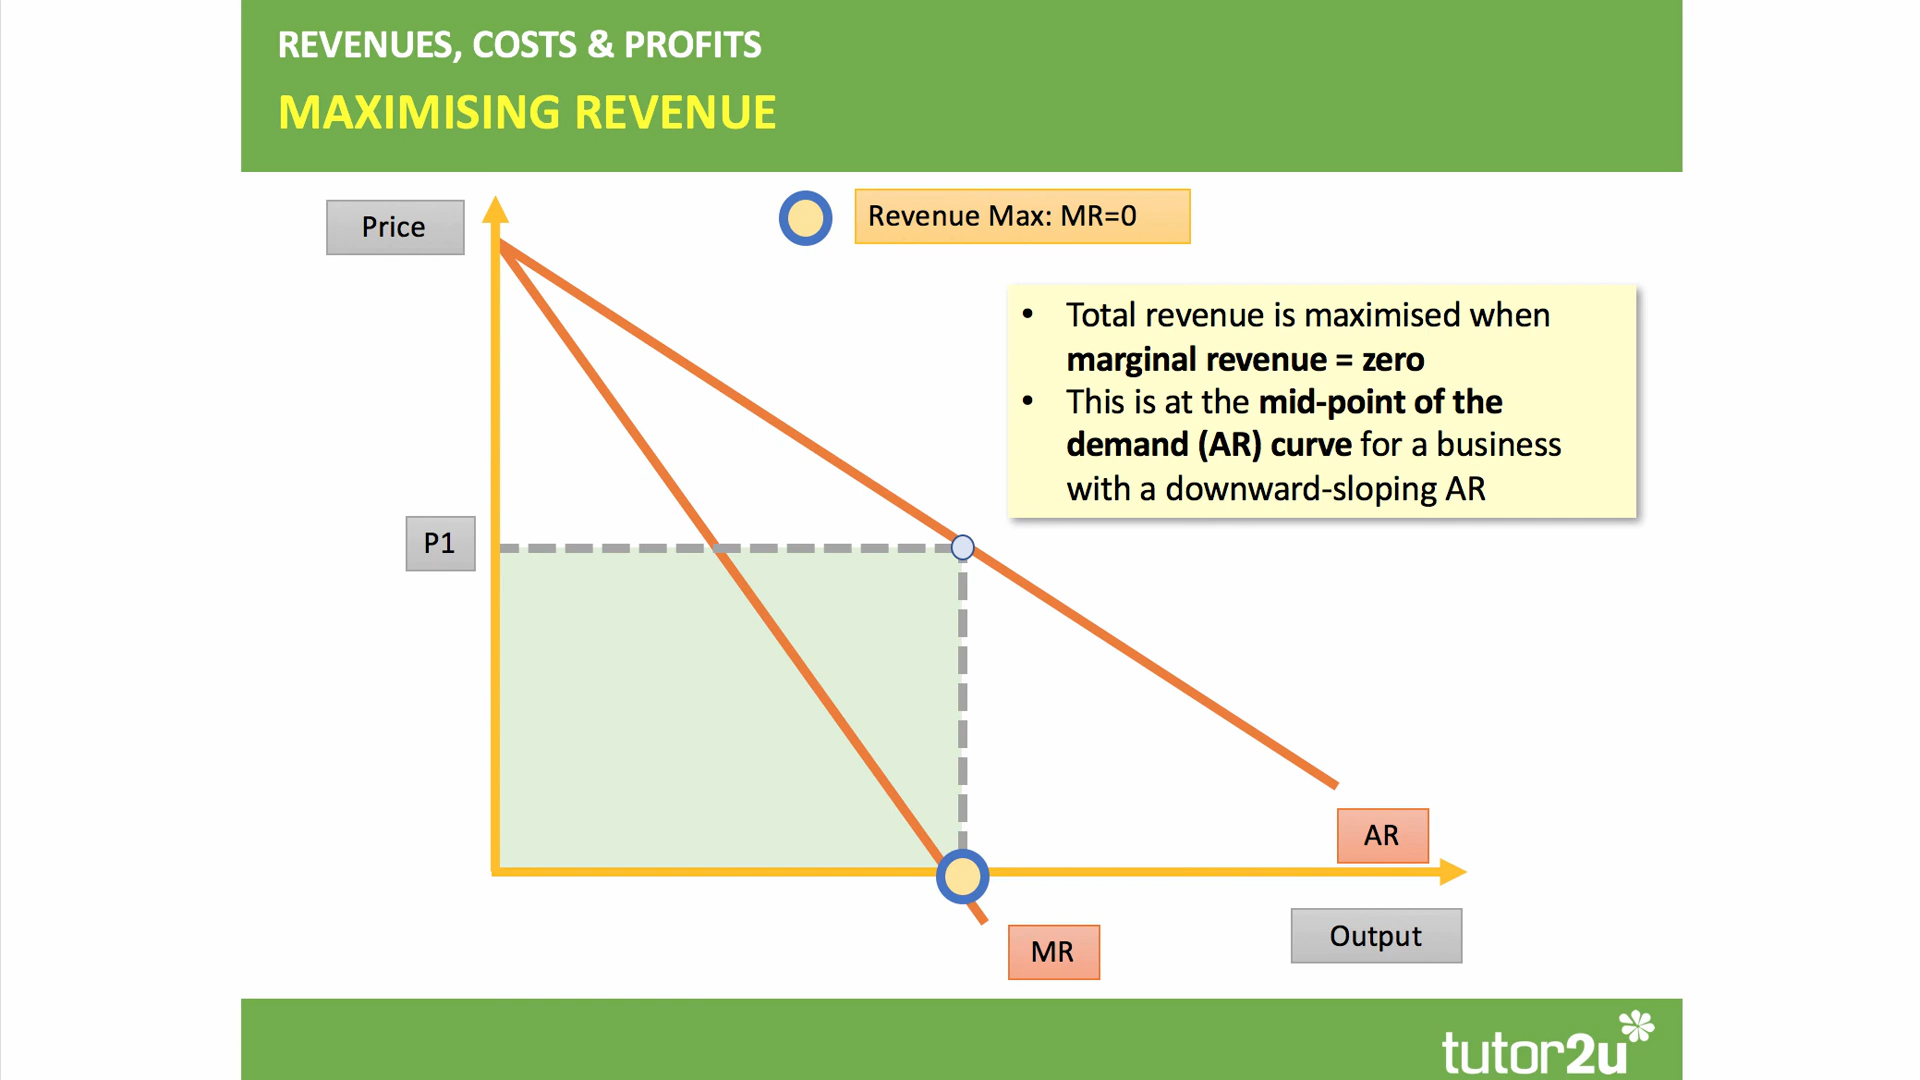 REVENUES, COSTS & PROFITS
MAXIMISING REVENUE
Price
Revenue Max: MR=0
• Total revenue is maximised when
marginal revenue = zero
• This is at the mid-point of the
demand (AR) curve for a business
with a downward-sloping AR
P1
AR
Output
MR
tutor2u